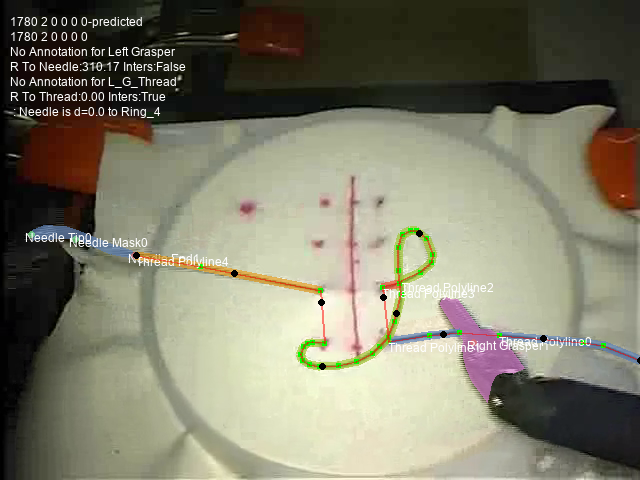 1780 2 0 0 0 0-predicted
1780 2 0 0 0 0
No Annotation for Left Grasper
R To Needle:310.17 Inters:False
No Annotation for L_G_Thread
R To Thread:0.00 Inters:True
: Needle is d=0.0 to Ring_4
Needle Tip0
Needle Mask0
Thread Polyline4
Thread Polyline2
Thread Polyline3
Thread Polyline1
Right Grasper1
Thread Polyline0